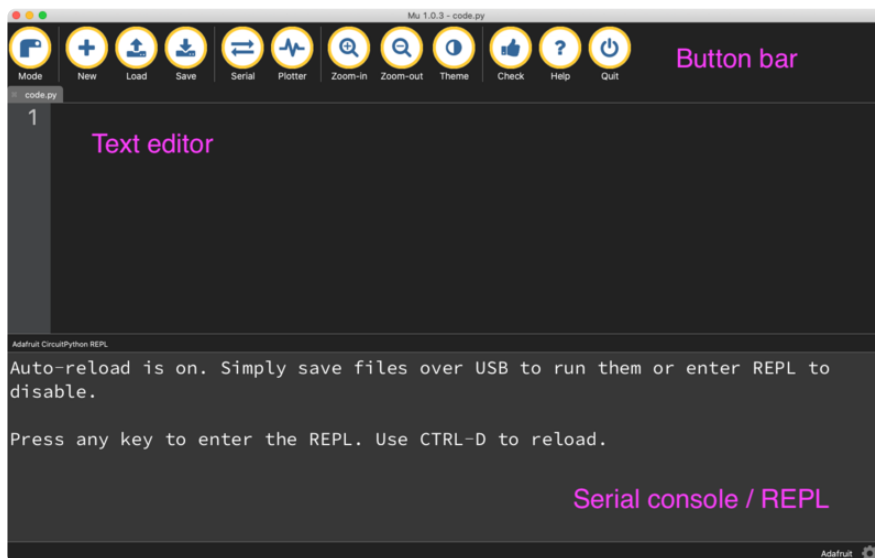 Mu 1.0.3 - code.py
Mode New Load Save Serial Plotter Zoom-in Zoom-out Theme Check Help Quit
Button bar
code.py
1
Text editor
Adafruit CircuitPython REPL
Auto-reload is on. Simply save files over USB to run them or enter REPL to
disable.
Press any key to enter the REPL. Use CTRL-D to reload.
Serial console / REPL
Adafruit